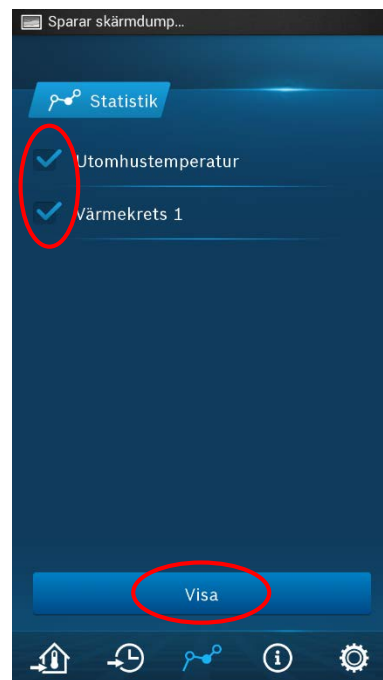 Sparar skärmdump...
Statistik
Utomhustemperatur
Värmekrets 1
Visa